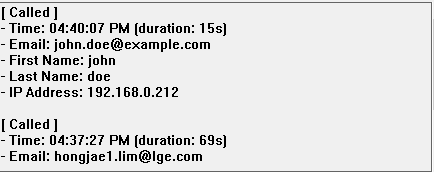 [ Called ]
- Time: 04:40:07 PM (duration: 15s)
- Email: john.doe@example.com
- First Name: john
- Last Name: doe
- IP Address: 192.168.0.212

[ Called ]
- Time: 04:37:27 PM (duration: 69s)
- Email: hongjae1.lim@lge.com